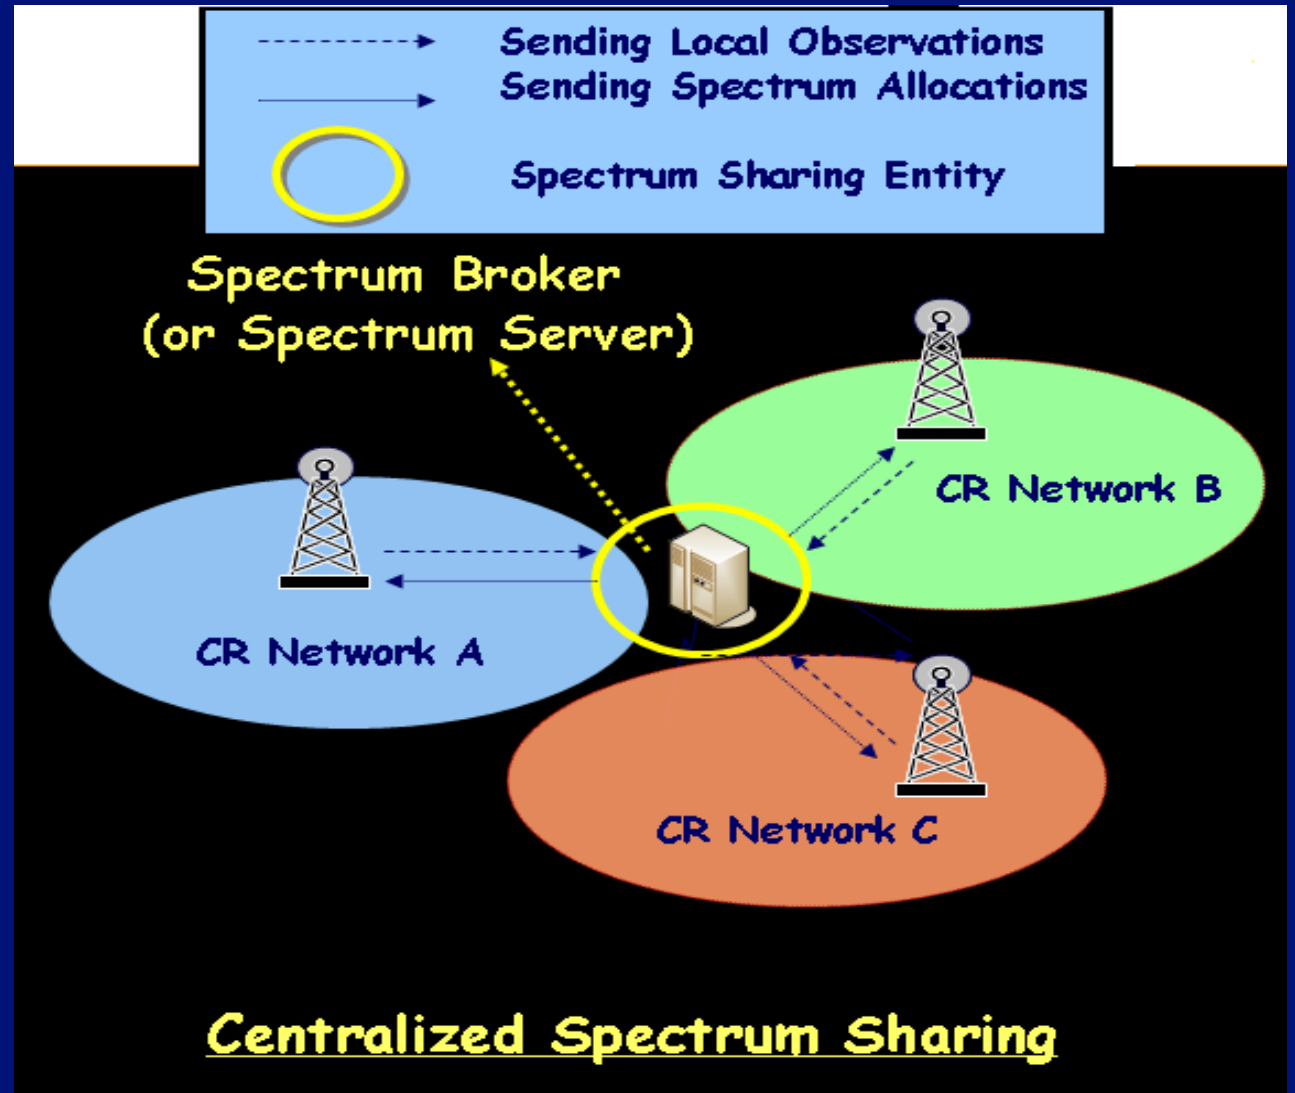 Sending Local Observations
Sending Spectrum Allocations
Spectrum Sharing Entity
Spectrum Broker
(or Spectrum Server)
CR Network B
CR Network A
CR Network C
Centralized Spectrum Sharing